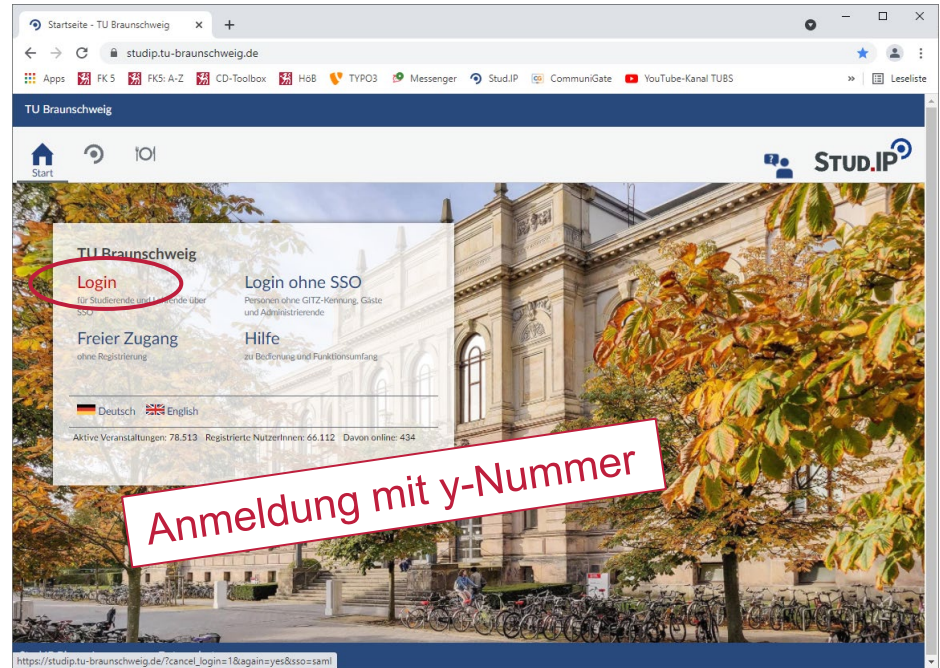 Startseite - TU Braunschweig
studip.tu-braunschweig.de
Apps FK 5 FK5: A-Z CD-Toolbox HöB TYPO3 Messenger Stud.IP CommuniGate YouTube-Kanal TUBS » Leseliste
TU Braunschweig
Start
STUD.IP
TU Braunschweig
Login
für Studierende und Lehrende über
SSO
Login ohne SSO
Personen ohne GITZ-Kennung, Gäste
und Administrierende
Freier Zugang
ohne Registrierung
Hilfe
zu Bedienung und Funktionsumfang
Deutsch English
Aktive Veranstaltungen: 78.513 Registrierte NutzerInnen: 66.112 Davon online: 434
Anmeldung mit y-Nummer
https://studip.tu-braunschweig.de/?cancel_login=1&again=yes&sso=saml